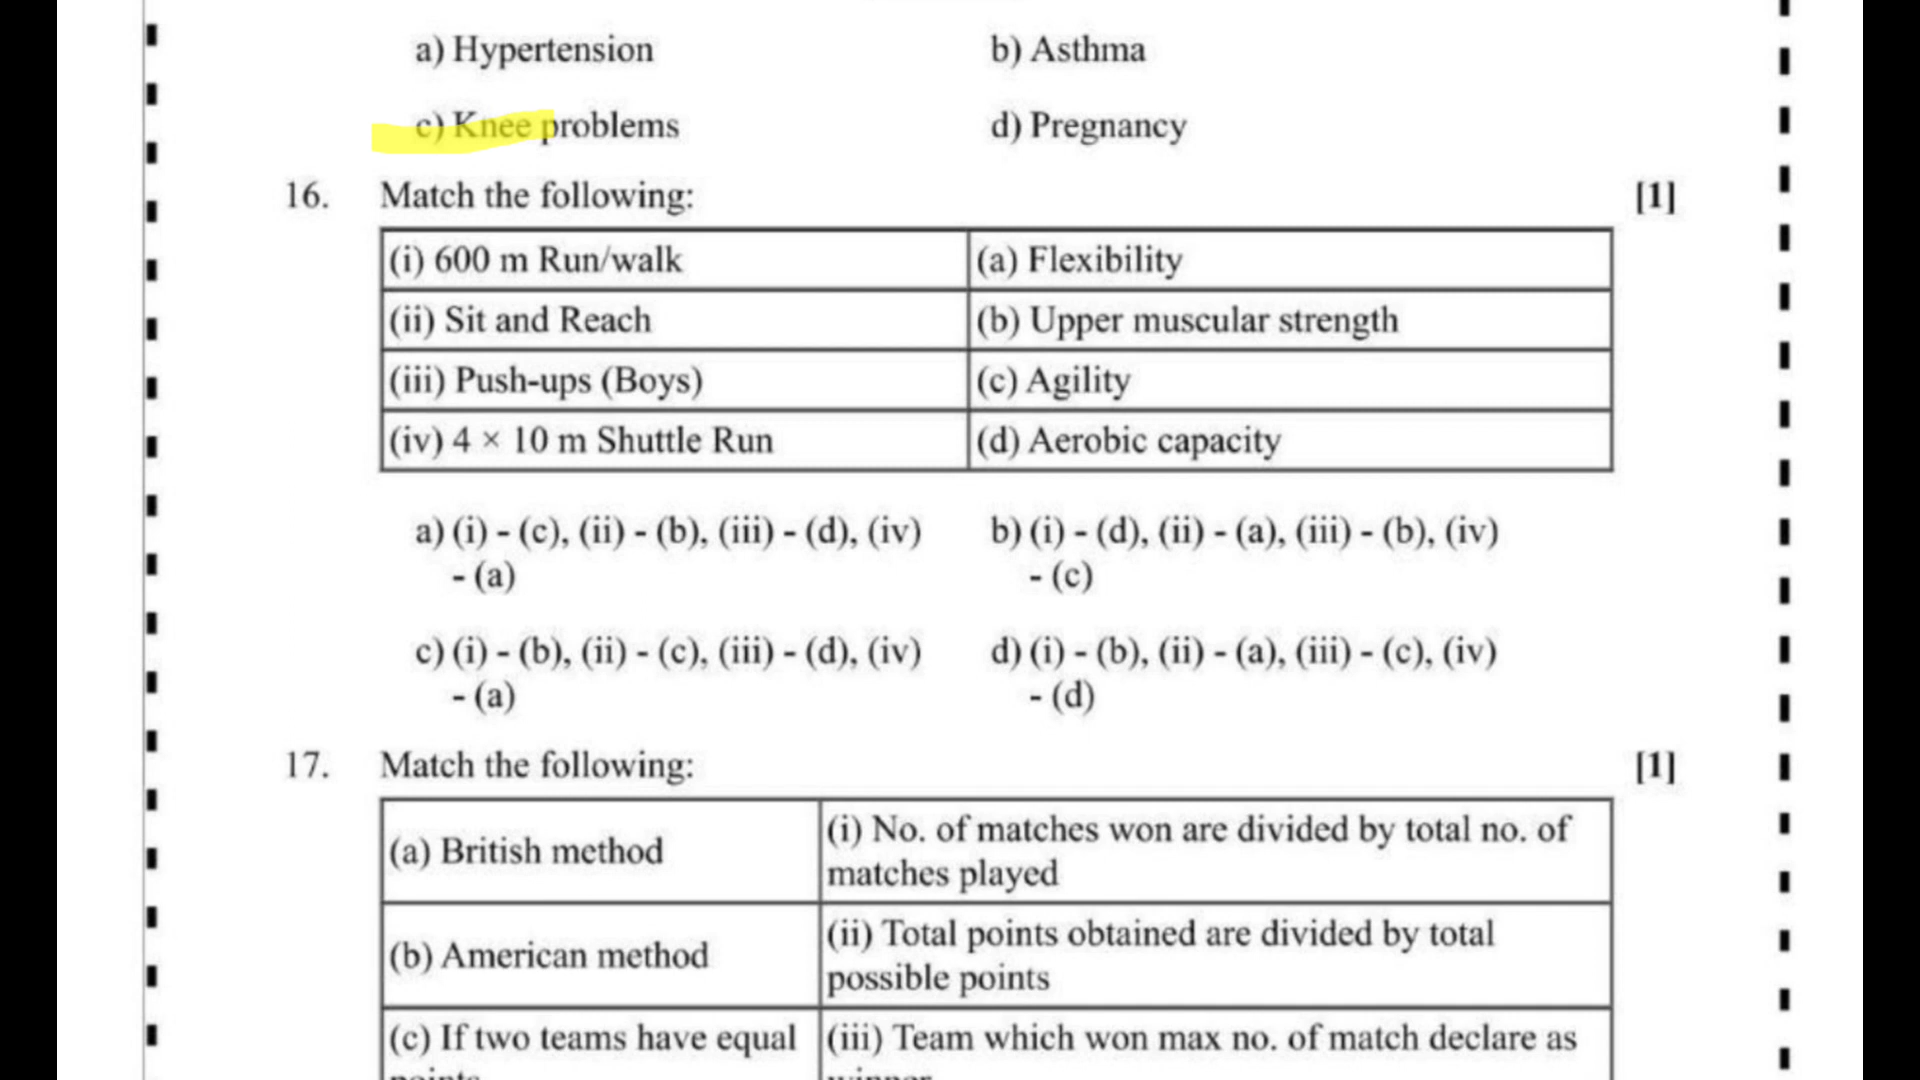 a) Hypertension b) Asthma
c) Knee problems d) Pregnancy
16. Match the following: [1]
(i) 600 m Run/walk (a) Flexibility
(ii) Sit and Reach (b) Upper muscular strength
(iii) Push-ups (Boys) (c) Agility
(iv) 4 × 10 m Shuttle Run (d) Aerobic capacity
a) (i) - (c), (ii) - (b), (iii) - (d), (iv)
- (a)
b) (i) - (d), (ii) - (a), (iii) - (b), (iv)
- (c)
c) (i) - (b), (ii) - (c), (iii) - (d), (iv)
- (a)
d) (i) - (b), (ii) - (a), (iii) - (c), (iv)
- (d)
17. Match the following: [1]
(a) British method
(i) No. of matches won are divided by total no. of
matches played
(b) American method
(ii) Total points obtained are divided by total
possible points
(c) If two teams have equal
(iii) Team which won max no. of match declare as